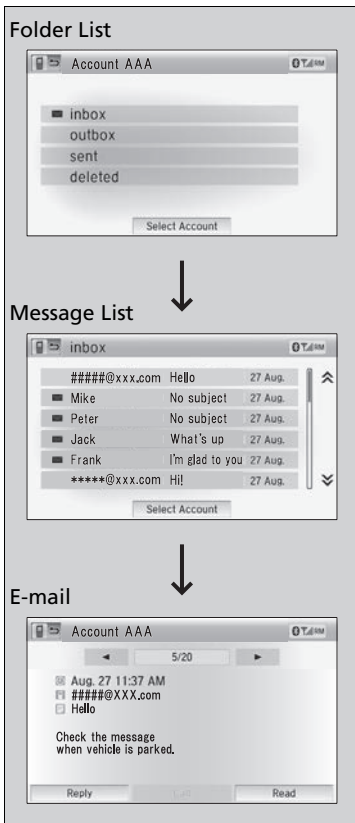 Folder List
Account AAA
inbox
outbox
sent
deleted
Select Account
Message List
inbox
#####@xxx.com Hello 27 Aug.
Mike No subject 27 Aug.
Peter No subject 27 Aug.
Jack What's up 27 Aug.
Frank I'm glad to you 27 Aug.
*****@xxx.com Hi! 27 Aug.
Select Account
E-mail
Account AAA
5/20
Aug. 27 11:37 AM
#####@XXX.com
Hello
Check the message
when vehicle is parked.
Reply Read